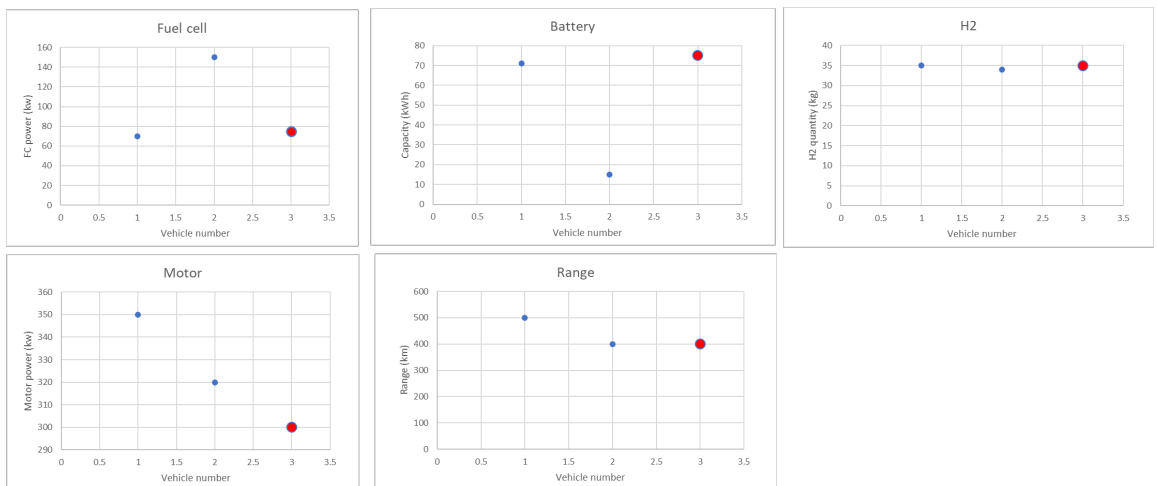 Fuel cell
FC power (kw)
160
140
120
100
80
60
40
20
0
0 0.5 1 1.5 2 2.5 3 3.5
Vehicle number
Battery
Capacity (kWh)
80
70
60
50
40
30
20
10
0
0 0.5 1 1.5 2 2.5 3 3.5
Vehicle number
H2
H2 quantity (kg)
40
35
30
25
20
15
10
5
0
0 0.5 1 1.5 2 2.5 3 3.5
Vehicle number
Motor
Motor power (kw)
360
350
340
330
320
310
300
290
0 0.5 1 1.5 2 2.5 3 3.5
Vehicle number
Range
Range (km)
600
500
400
300
200
100
0
0 0.5 1 1.5 2 2.5 3 3.5
Vehicle number